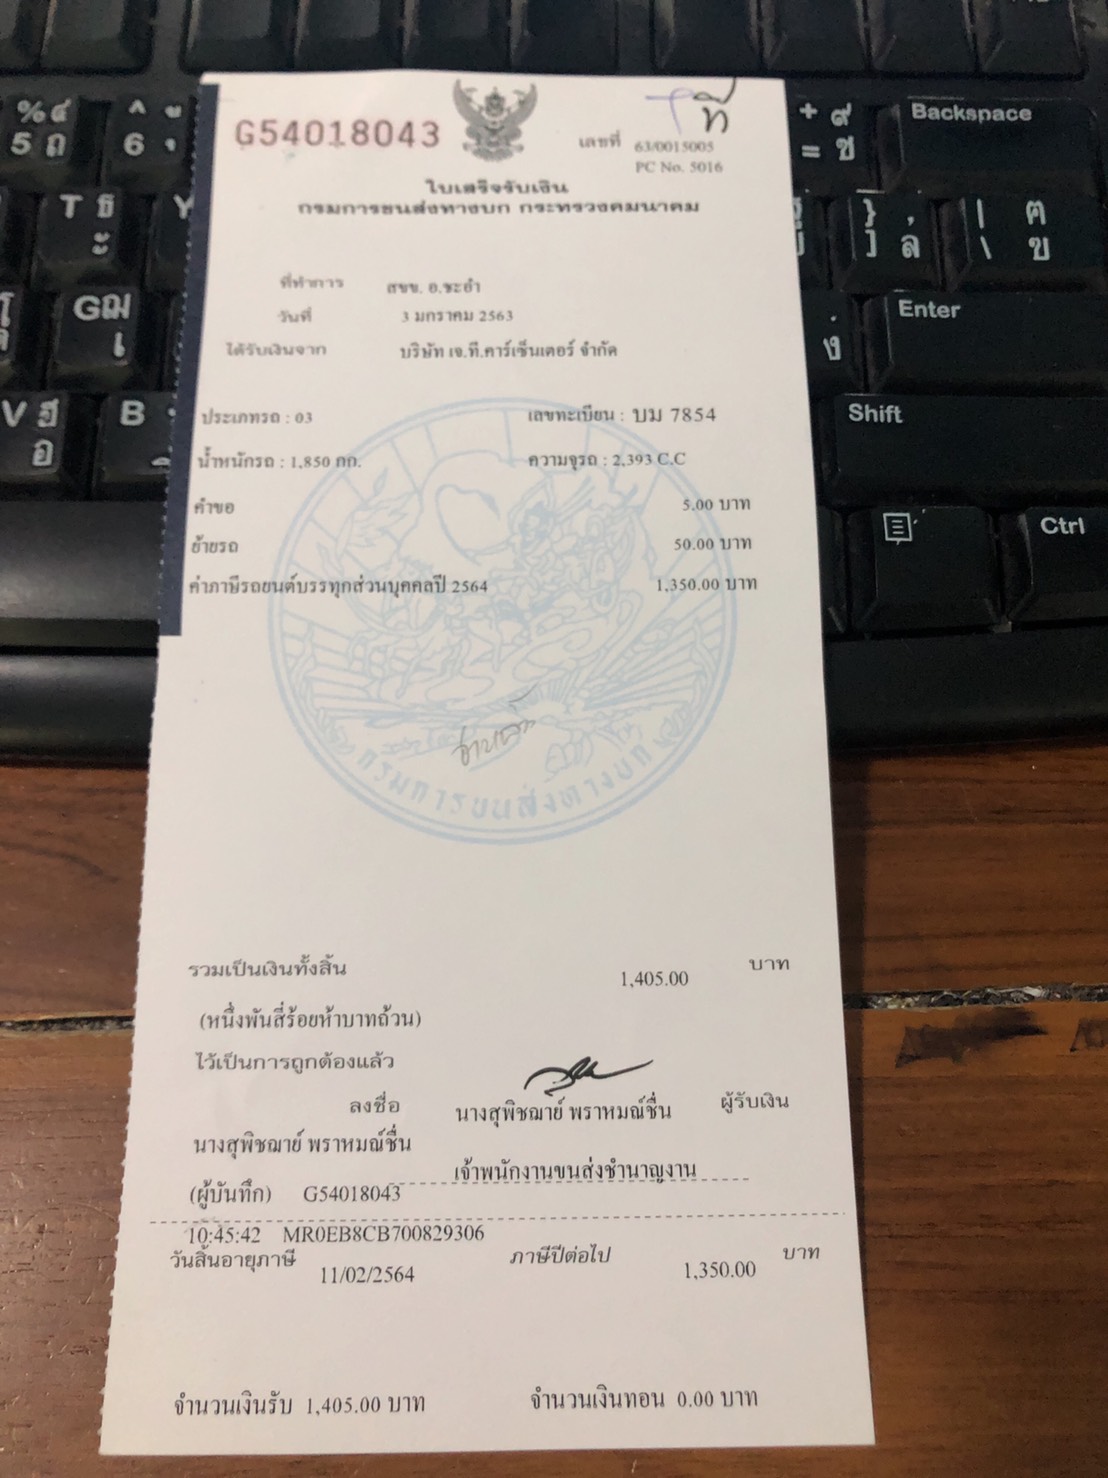 G54018043
ที
เลขที่ 63/0015005
PC No. 5016
ใบเสร็จรับเงิน
กรมการขนส่งทางบก กระทรวงคมนาคม
ที่ทำการ สขข. อ.ชะอำ
วันที่ 3 มกราคม 2563
ได้รับเงินจาก บริษัท เจ.ที.คาร์เซ็นเตอร์ จำกัด
ประเภทรถ : 03 เลขทะเบียน : บม 7854
น้ำหนักรถ : 1,850 กก. ความจุรถ : 2,393 C.C
คำขอ 5.00 บาท
ย้ายรถ 50.00 บาท
ค่าภาษีรถยนต์บรรทุกส่วนบุคคลปี 2564 1,350.00 บาท
กรมการขนส่งทางบก
รวมเป็นเงินทั้งสิ้น 1,405.00 บาท
(หนึ่งพันสี่ร้อยห้าบาทถ้วน)
ไว้เป็นการถูกต้องแล้ว
ลงชื่อ นางสุพิชฌาย์ พราหมณ์ชื่น ผู้รับเงิน
นางสุพิชฌาย์ พราหมณ์ชื่น
เจ้าพนักงานขนส่งชำนาญงาน
(ผู้บันทึก) G54018043
10:45:42 MR0EB8CB700829306
วันสิ้นอายุภาษี 11/02/2564 ภาษีปีต่อไป 1,350.00 บาท
จำนวนเงินรับ 1,405.00 บาท จำนวนเงินทอน 0.00 บาท
% ๔ 5 ถ
^ 6
+ ๙ = ช
Backspace
T ธ ะ
Y
} , ] ล
| ฅ \ ฃ
G ฌ เ
Enter
. ง
V ฮ อ
B
Shift
Ctrl